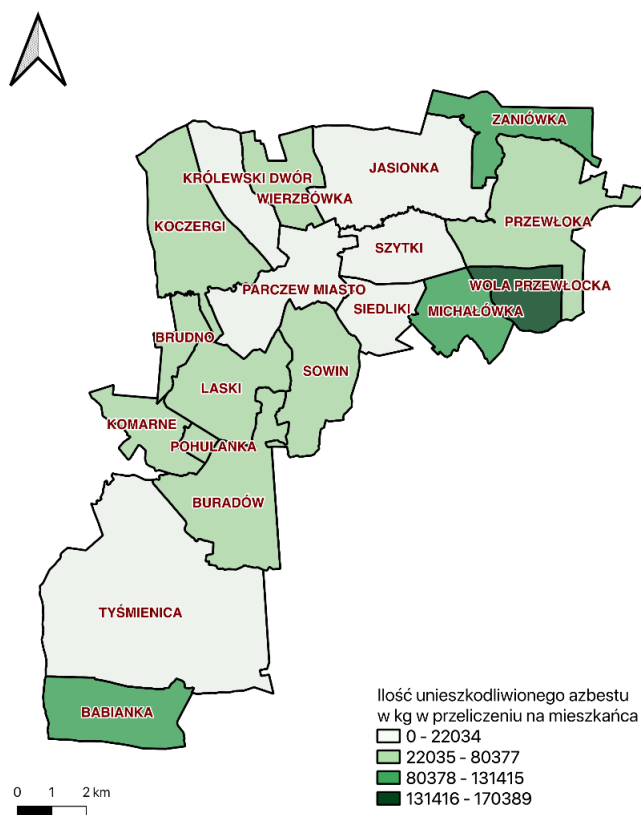 ZANIÓWKA
JASIONKA
KRÓLEWSKI DWÓR
WIERZBÓWKA
KOCZERGI
PRZEWŁOKA
SZYTKI
WOLA PRZEWŁOCKA
PARCZEW MIASTO
SIEDLIKI
MICHAŁÓWKA
BRUDNO
SOWIN
LASKI
KOMARNE
POHULANKA
BURADÓW
TYŚMIENICA
BABIANKA
Ilość unieszkodliwionego azbestu
w kg w przeliczeniu na mieszkańca
0 - 22034
22035 - 80377
80378 - 131415
131416 - 170389
0 1 2 km